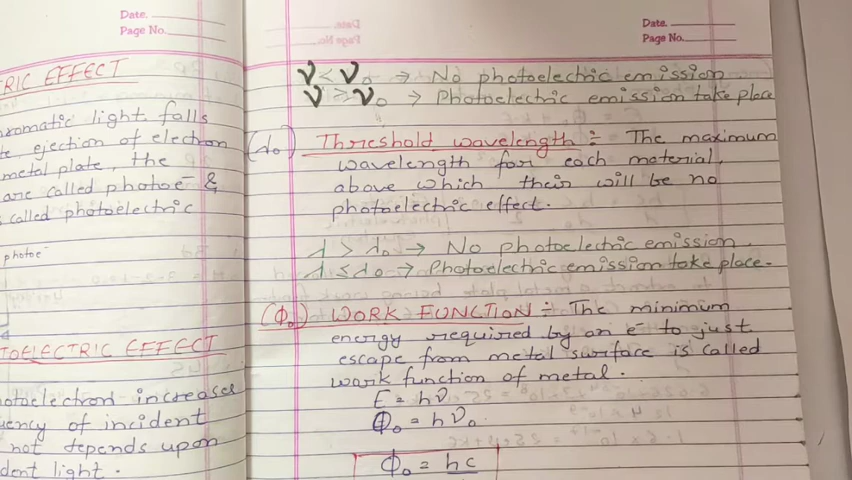 Date.
Page No.
RIC EFFECT
romatic light falls
te ejection of electron
metal plate, the
are called photoe⁻ &
called photoelectric
photoe⁻
TOELECTRIC EFFECT
otoelectron increases
uency of incident
not depends upon
dent light.
Date.
Page No.
ν < ν₀ → No photoelectric emission
ν ≥ ν₀ → Photoelectric emission take place
(λ₀) Threshold wavelength :- The maximum
wavelength for each material,
above which their will be no
photoelectric effect.
λ > λ₀ → No photoelectric emission.
λ ≤ λ₀ → Photoelectric emission take place.
(Φ₀) WORK FUNCTION :- The minimum
energy required by an e⁻ to just
escape from metal surface is called
work function of metal.
E = hν
Φ₀ = hν₀
Φ₀ = hc